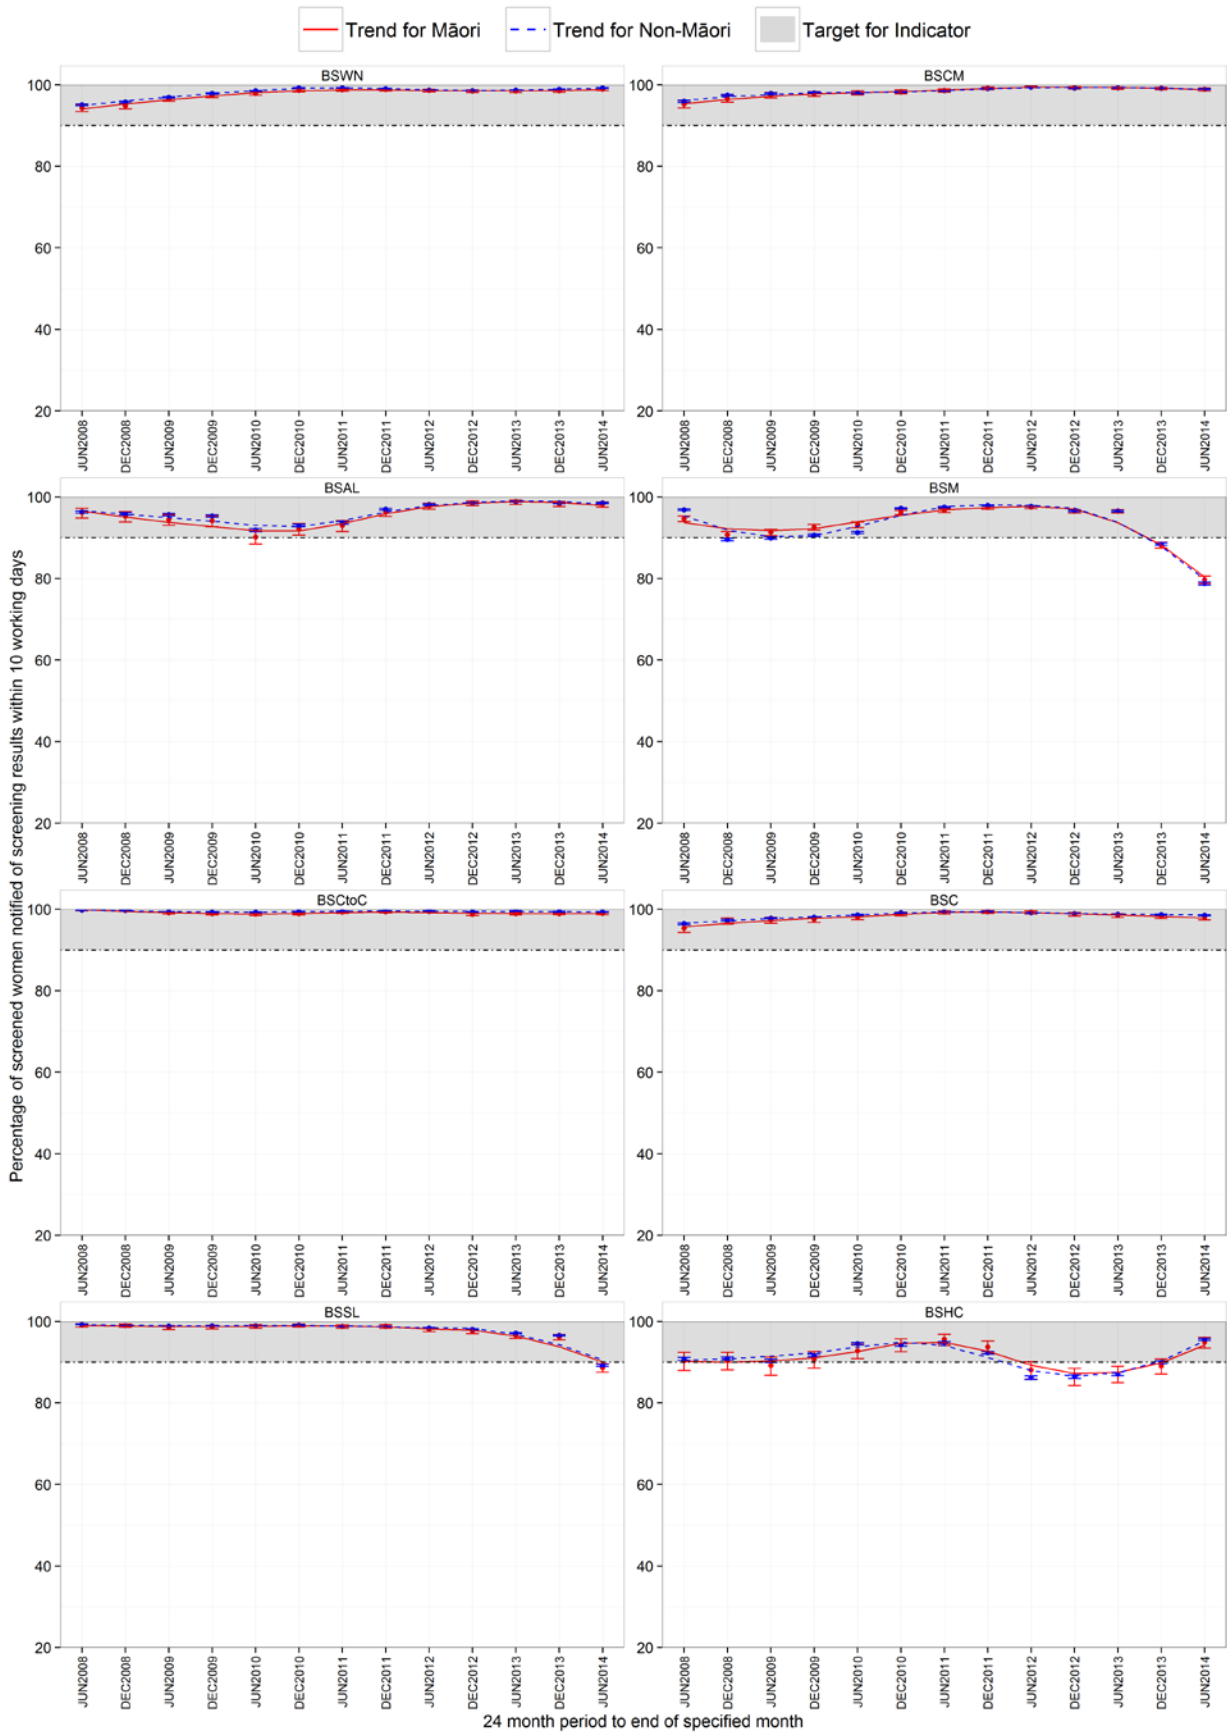 Trend for Māori Trend for Non-Māori Target for Indicator
Percentage of screened women notified of screening results within 10 working days
BSWN
100
80
60
40
20
JUN2008 DEC2008 JUN2009 DEC2009 JUN2010 DEC2010 JUN2011 DEC2011 JUN2012 DEC2012 JUN2013 DEC2013 JUN2014
BSCM
100
80
60
40
20
JUN2008 DEC2008 JUN2009 DEC2009 JUN2010 DEC2010 JUN2011 DEC2011 JUN2012 DEC2012 JUN2013 DEC2013 JUN2014
BSAL
100
80
60
40
20
JUN2008 DEC2008 JUN2009 DEC2009 JUN2010 DEC2010 JUN2011 DEC2011 JUN2012 DEC2012 JUN2013 DEC2013 JUN2014
BSM
100
80
60
40
20
JUN2008 DEC2008 JUN2009 DEC2009 JUN2010 DEC2010 JUN2011 DEC2011 JUN2012 DEC2012 JUN2013 DEC2013 JUN2014
BSCtoC
100
80
60
40
20
JUN2008 DEC2008 JUN2009 DEC2009 JUN2010 DEC2010 JUN2011 DEC2011 JUN2012 DEC2012 JUN2013 DEC2013 JUN2014
BSC
100
80
60
40
20
JUN2008 DEC2008 JUN2009 DEC2009 JUN2010 DEC2010 JUN2011 DEC2011 JUN2012 DEC2012 JUN2013 DEC2013 JUN2014
BSSL
100
80
60
40
20
JUN2008 DEC2008 JUN2009 DEC2009 JUN2010 DEC2010 JUN2011 DEC2011 JUN2012 DEC2012 JUN2013 DEC2013 JUN2014
BSHC
100
80
60
40
20
JUN2008 DEC2008 JUN2009 DEC2009 JUN2010 DEC2010 JUN2011 DEC2011 JUN2012 DEC2012 JUN2013 DEC2013 JUN2014
24 month period to end of specified month